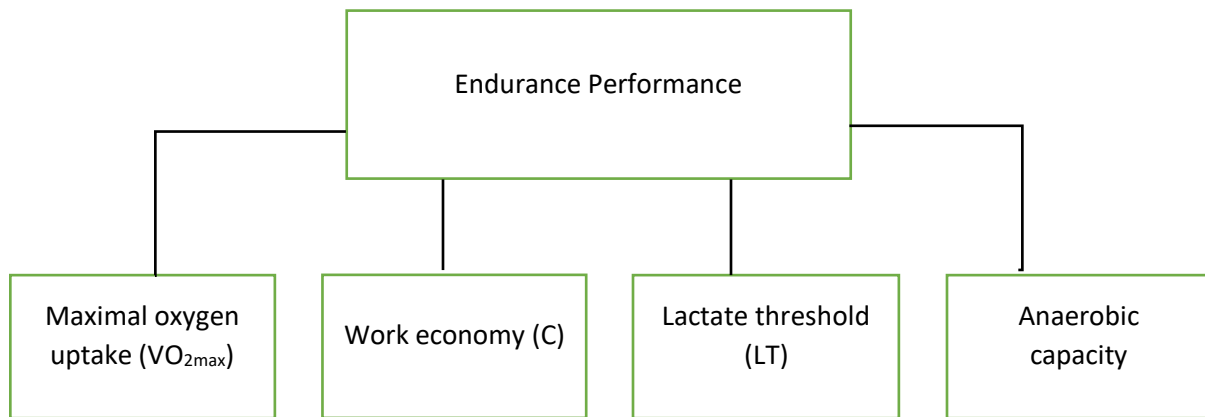 Endurance Performance
Maximal oxygen
uptake (VO2max)
Work economy (C)
Lactate threshold
(LT)
Anaerobic
capacity